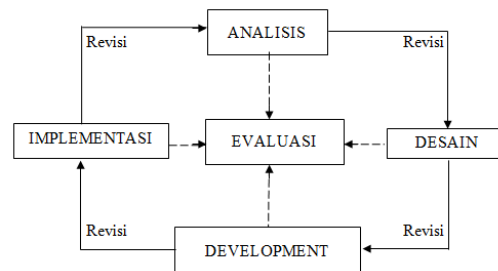 ANALISIS
Revisi
Revisi
IMPLEMENTASI
EVALUASI
DESAIN
Revisi
Revisi
DEVELOPMENT